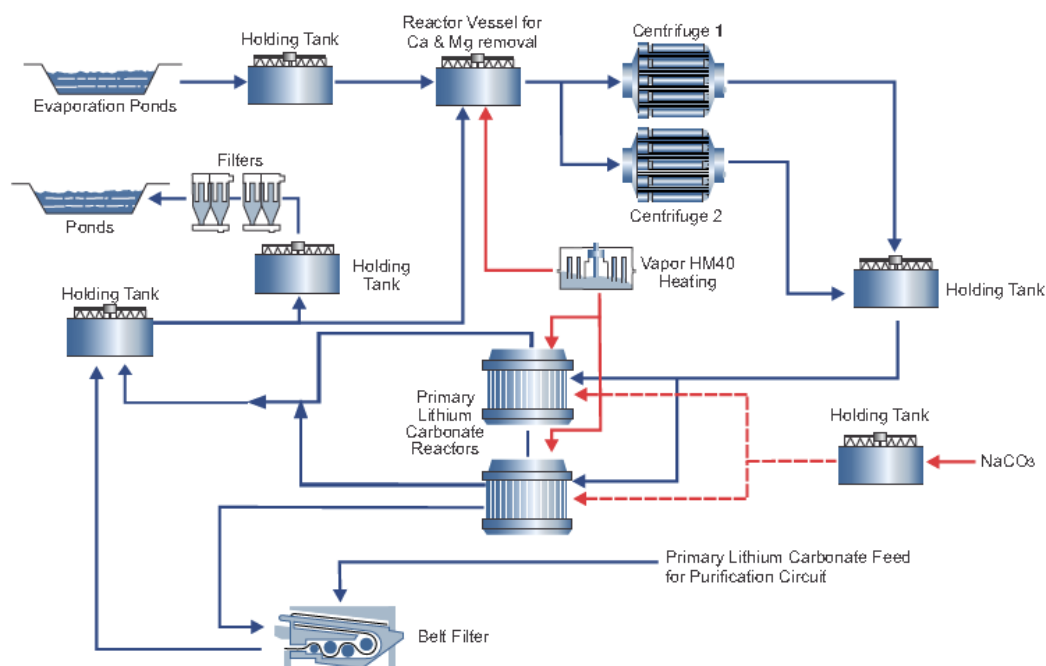 Reactor Vessel for
Ca & Mg removal
Holding Tank
Centrifuge 1
Evaporation Ponds
Filters
Centrifuge 2
Ponds
Holding
Tank
Vapor HM40
Heating
Holding Tank
Holding Tank
Primary
Lithium
Carbonate
Reactors
Holding Tank
NaCO3
Primary Lithium Carbonate Feed
for Purification Circuit
Belt Filter